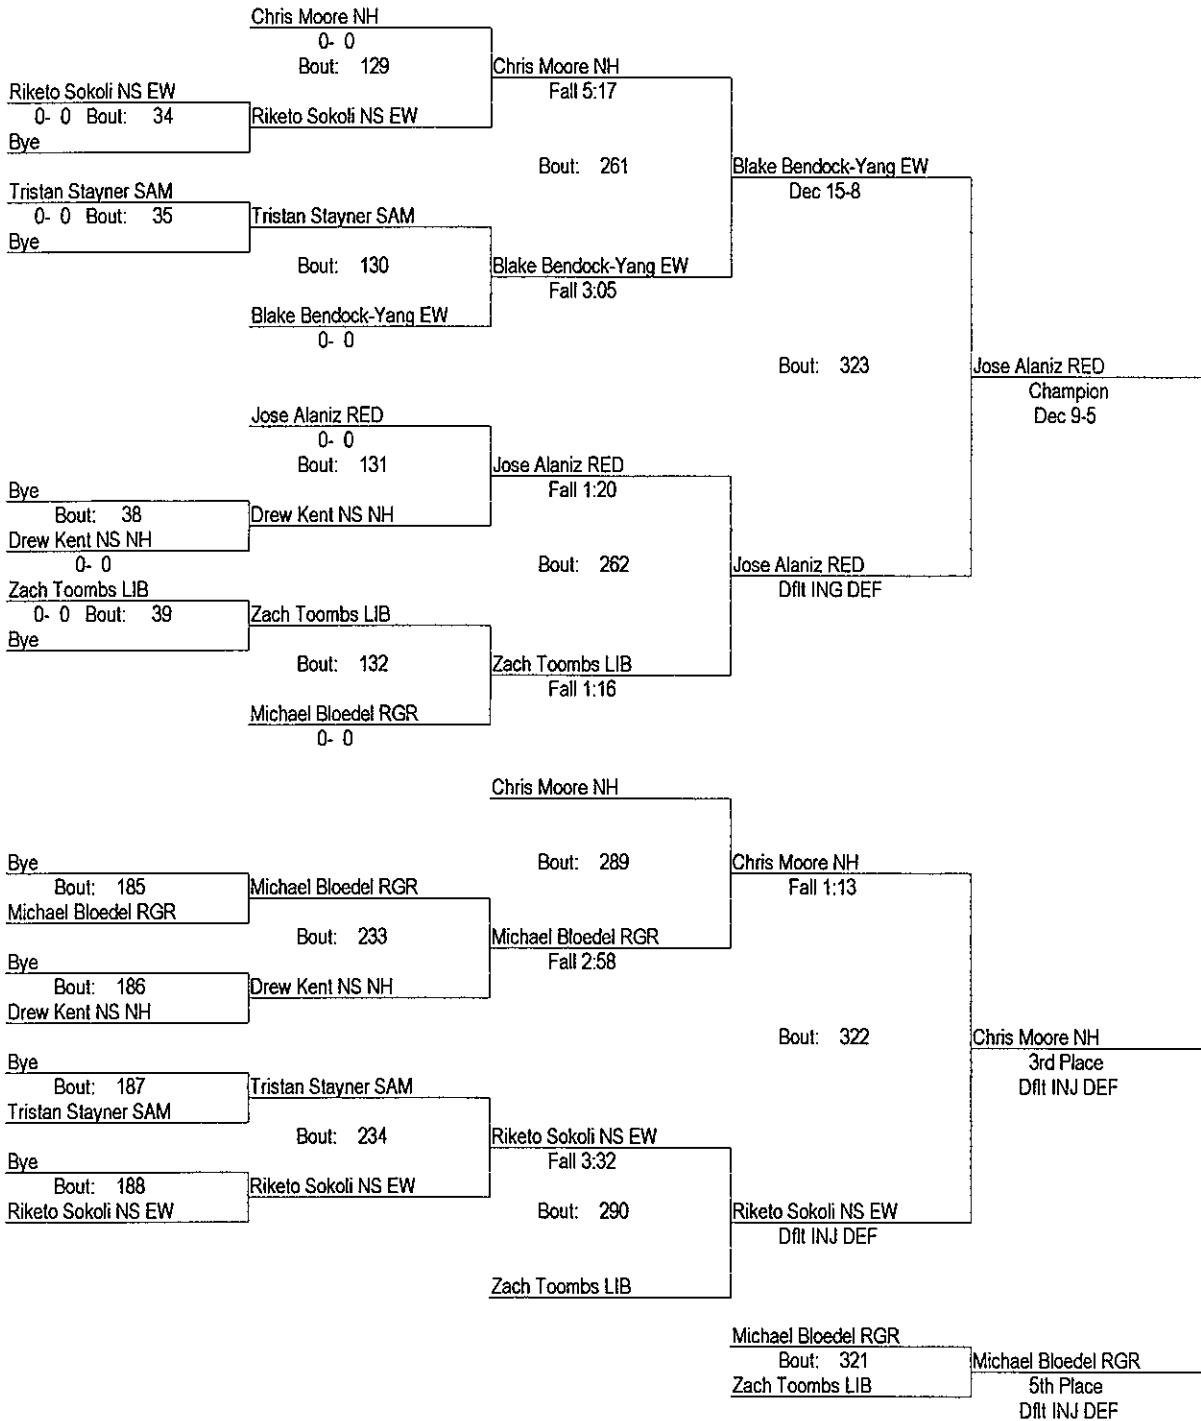 Chris Moore NH
0- 0
Bout: 129
Chris Moore NH
Fall 5:17
Riketo Sokoli NS EW
0- 0 Bout: 34
Riketo Sokoli NS EW
Bye
Bout: 261
Blake Bendock-Yang EW
Dec 15-8
Tristan Stayner SAM
0- 0 Bout: 35
Tristan Stayner SAM
Bye
Bout: 130
Blake Bendock-Yang EW
Fall 3:05
Blake Bendock-Yang EW
0- 0
Bout: 323
Jose Alaniz RED
Champion
Dec 9-5
Jose Alaniz RED
0- 0
Bout: 131
Jose Alaniz RED
Fall 1:20
Bye
Bout: 38
Drew Kent NS NH
Drew Kent NS NH
0- 0
Bout: 262
Jose Alaniz RED
Dflt ING DEF
Zach Toombs LIB
0- 0 Bout: 39
Zach Toombs LIB
Bye
Bout: 132
Zach Toombs LIB
Fall 1:16
Michael Bloedel RGR
0- 0
Chris Moore NH
Bout: 289
Chris Moore NH
Fall 1:13
Bye
Bout: 185
Michael Bloedel RGR
Michael Bloedel RGR
Bout: 233
Michael Bloedel RGR
Fall 2:58
Bye
Bout: 186
Drew Kent NS NH
Drew Kent NS NH
Bout: 322
Chris Moore NH
3rd Place
Dflt INJ DEF
Bye
Bout: 187
Tristan Stayner SAM
Tristan Stayner SAM
Bout: 234
Riketo Sokoli NS EW
Fall 3:32
Bye
Bout: 188
Riketo Sokoli NS EW
Riketo Sokoli NS EW
Bout: 290
Riketo Sokoli NS EW
Dflt INJ DEF
Zach Toombs LIB
Michael Bloedel RGR
Bout: 321
Michael Bloedel RGR
Zach Toombs LIB
5th Place
Dflt INJ DEF